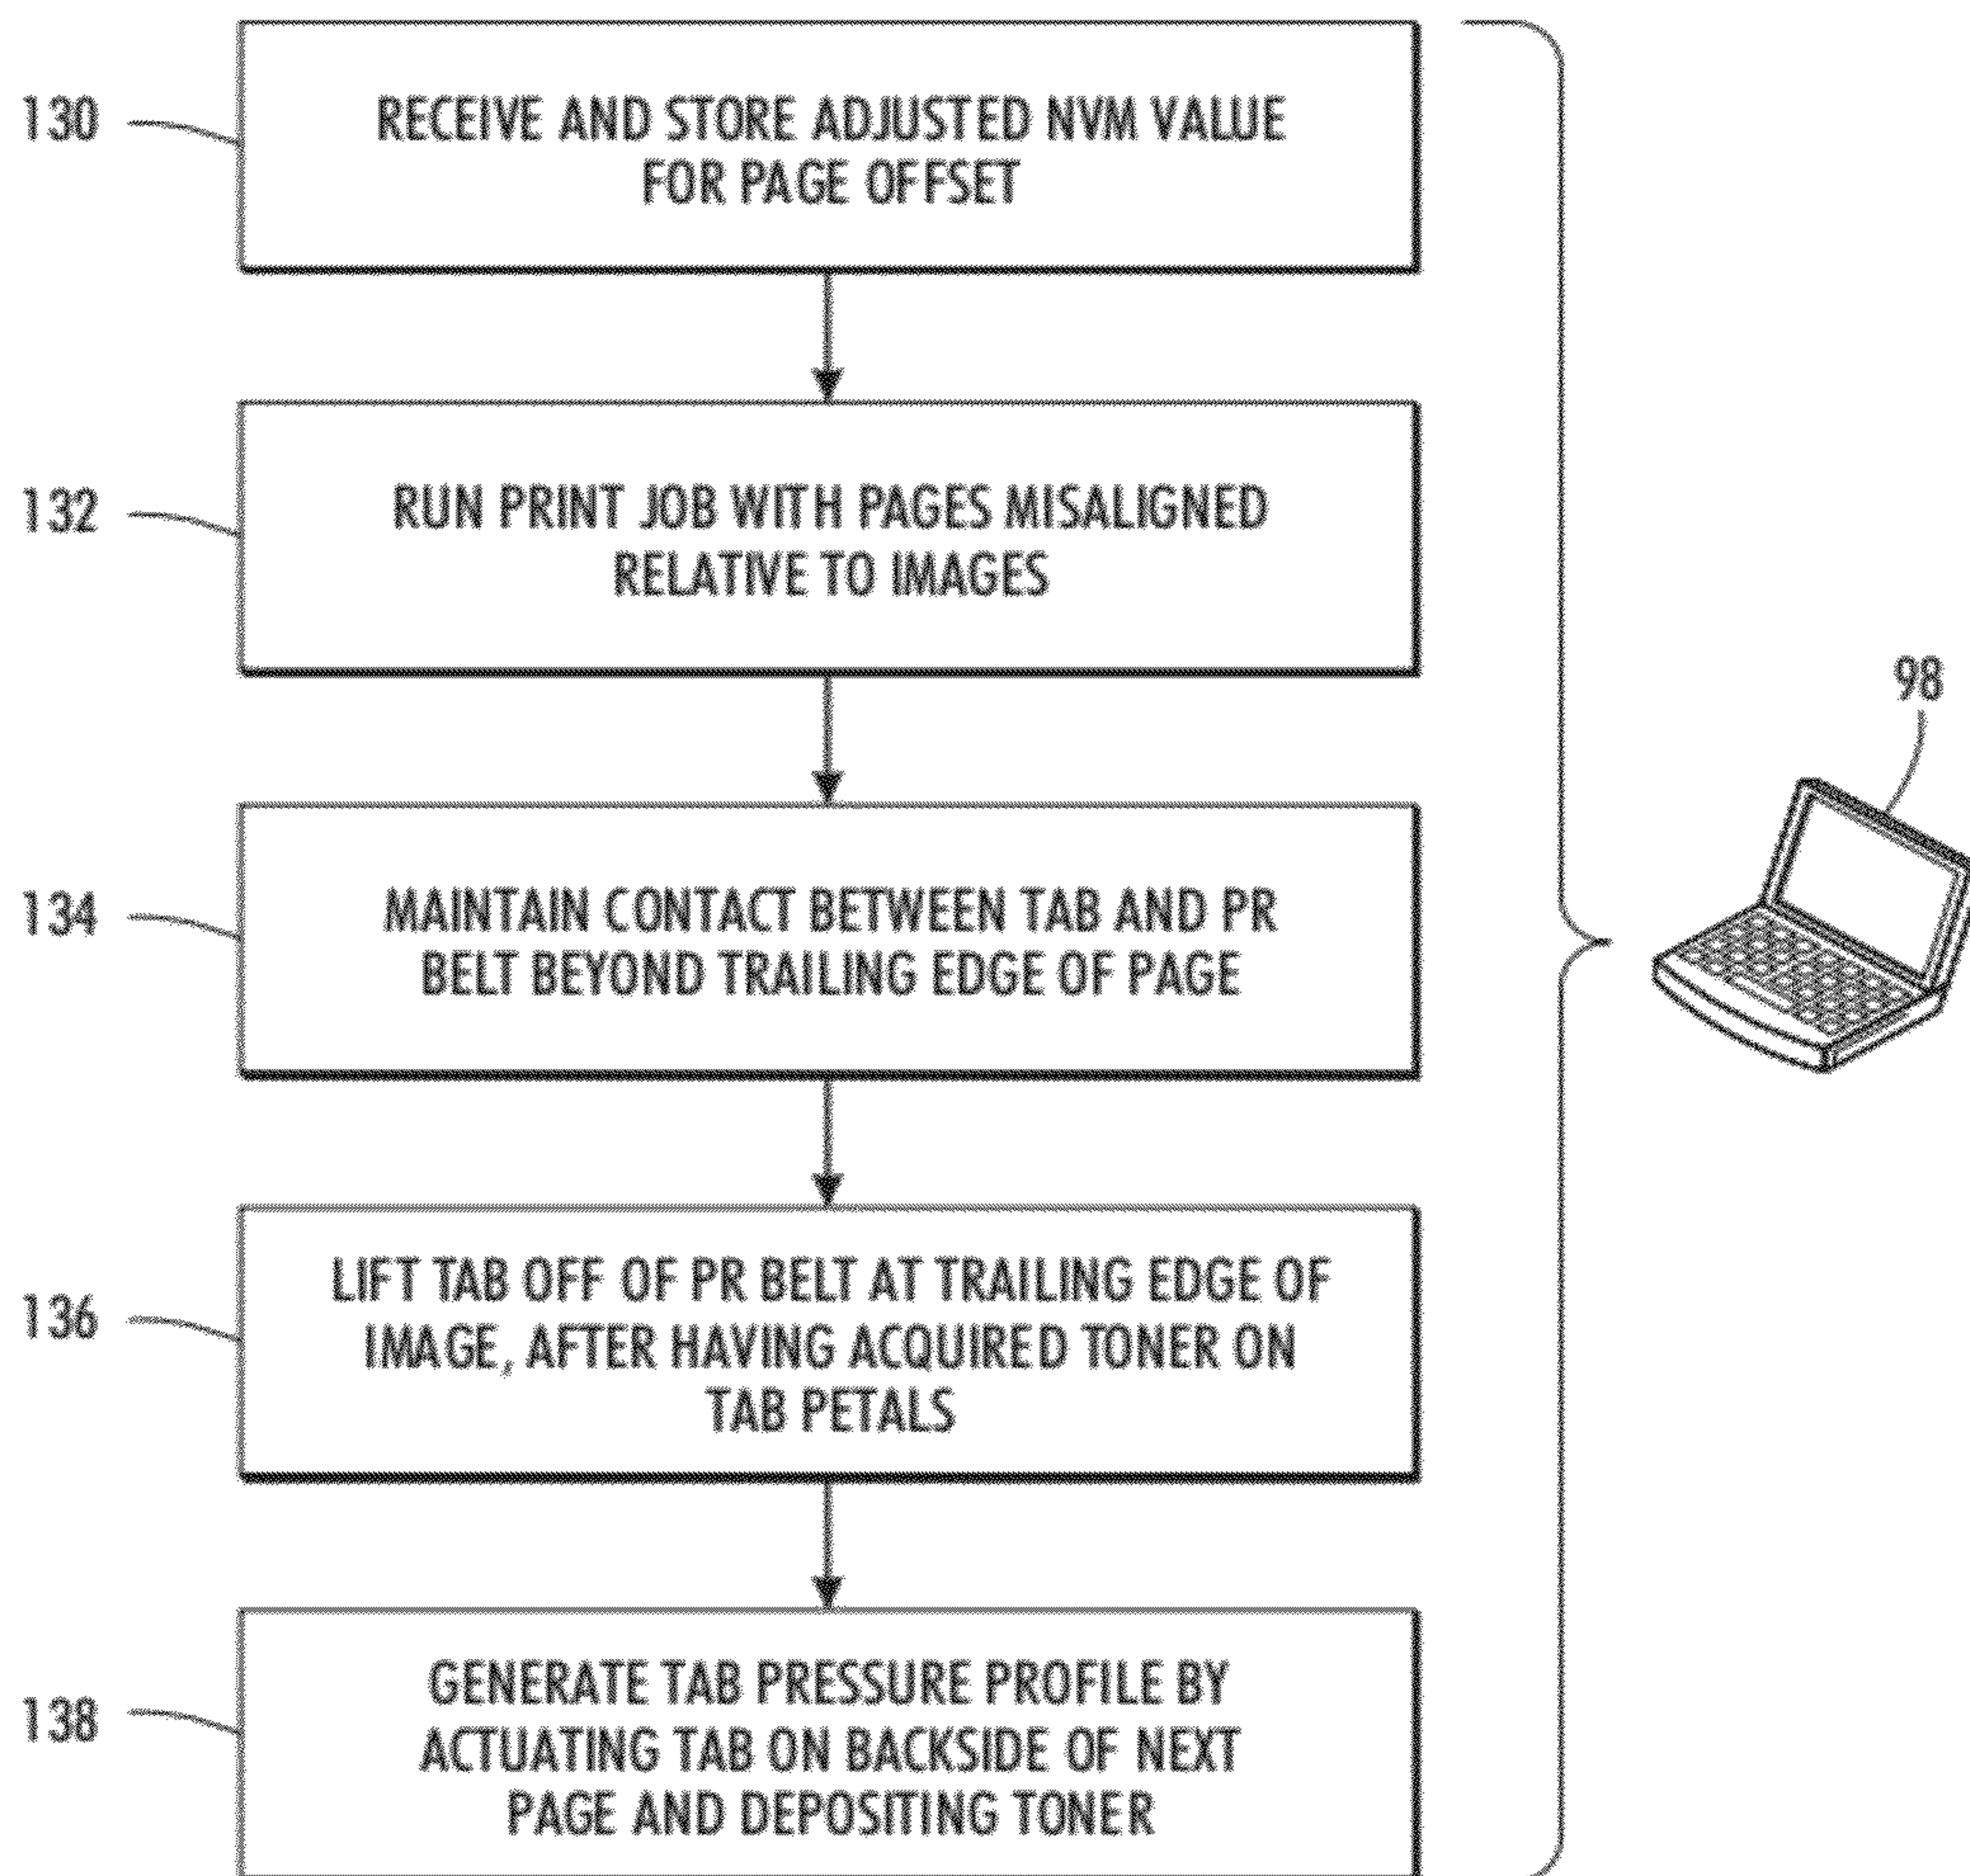 130
RECEIVE AND STORE ADJUSTED NVM VALUE
FOR PAGE OFFSET
132
RUN PRINT JOB WITH PAGES MISALIGNED
RELATIVE TO IMAGES
98
134
MAINTAIN CONTACT BETWEEN TAB AND PR
BELT BEYOND TRAILING EDGE OF PAGE
136
LIFT TAB OFF OF PR BELT AT TRAILING EDGE OF
IMAGE, AFTER HAVING ACQUIRED TONER ON
TAB PETALS
138
GENERATE TAB PRESSURE PROFILE BY
ACTUATING TAB ON BACKSIDE OF NEXT
PAGE AND DEPOSITING TONER